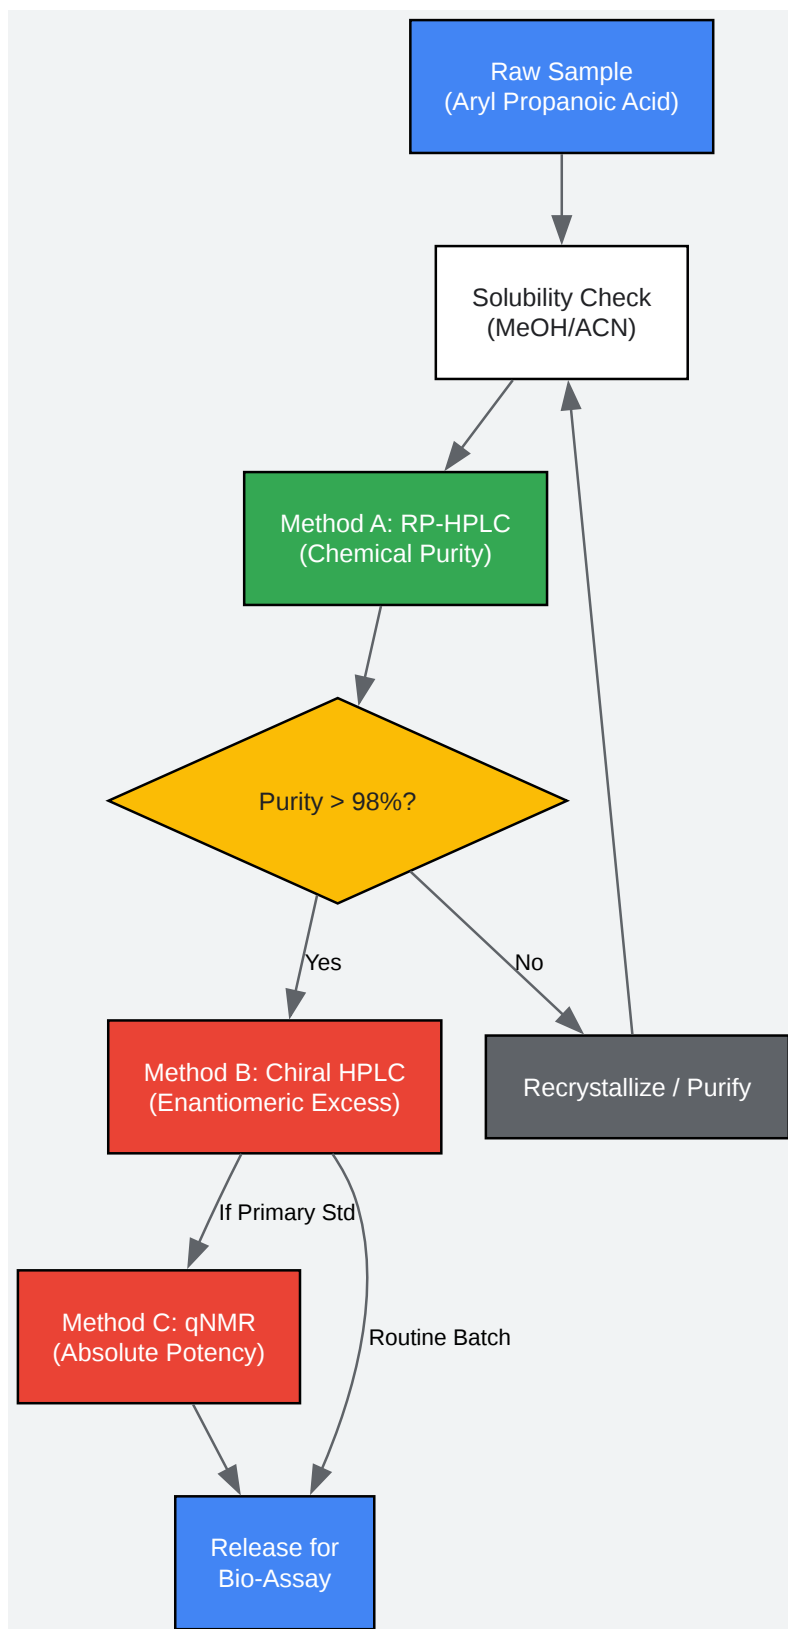 Raw Sample
(Aryl Propanoic Acid)
Solubility Check
(MeOH/ACN)
Method A: RP-HPLC
(Chemical Purity)
Purity > 98%?
Yes
No
Method B: Chiral HPLC
(Enantiomeric Excess)
Recrystallize / Purify
If Primary Std
Method C: qNMR
(Absolute Potency)
Routine Batch
Release for
Bio-Assay